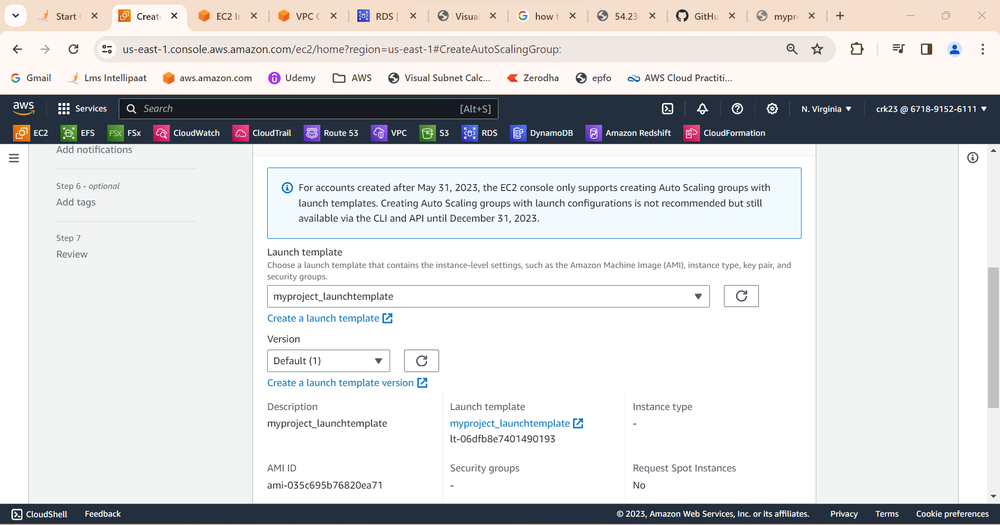 Start
Creat
EC2 I
VPC
RDS |
Visual
how t
54.23
GitHu
mypr
us-east-1.console.aws.amazon.com/ec2/home?region=us-east-1#CreateAutoScalingGroup:
Gmail
Lms Intellipaat
aws.amazon.com
Udemy
AWS
Visual Subnet Calc...
Zerodha
epfo
AWS Cloud Practiti...
aws
Services
Search
[Alt+S]
N. Virginia
crk23 @ 6718-9152-6111
EC2
EFS
FSx
FSx
CloudWatch
CloudTrail
53
Route 53
VPC
S3
RDS
DynamoDB
Amazon Redshift
CloudFormation
Add notifications
Step 6 - optional
Add tags
Step 7
Review
For accounts created after May 31, 2023, the EC2 console only supports creating Auto Scaling groups with
launch templates. Creating Auto Scaling groups with launch configurations is not recommended but still
available via the CLI and API until December 31, 2023.
Launch template
Choose a launch template that contains the instance-level settings, such as the Amazon Machine Image (AMI), instance type, key pair, and
security groups.
myproject_launchtemplate
Create a launch template
Version
Default (1)
Create a launch template version
Description
myproject_launchtemplate
Launch template
myproject_launchtemplate
lt-06dfb8e7401490193
Instance type
-
AMI ID
ami-035c695b76820ea71
Security groups
-
Request Spot Instances
No
CloudShell
Feedback
© 2023, Amazon Web Services, Inc. or its affiliates.
Privacy
Terms
Cookie preferences